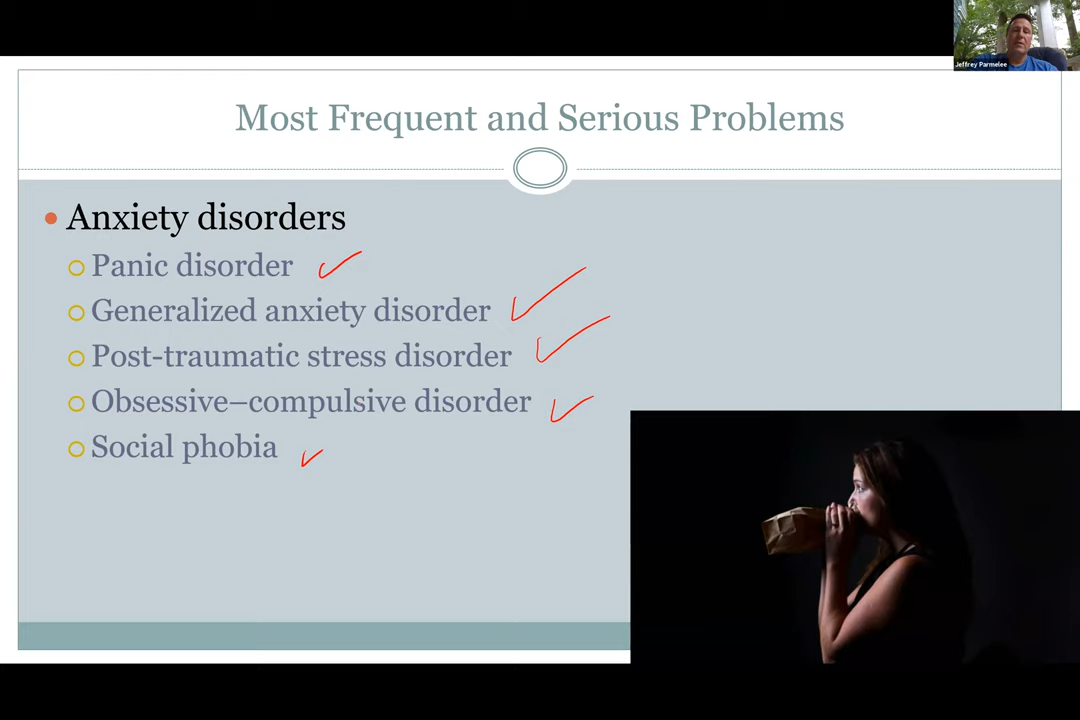 Jeffrey Parmelee
Most Frequent and Serious Problems
Anxiety disorders
Panic disorder
Generalized anxiety disorder
Post-traumatic stress disorder
Obsessive–compulsive disorder
Social phobia